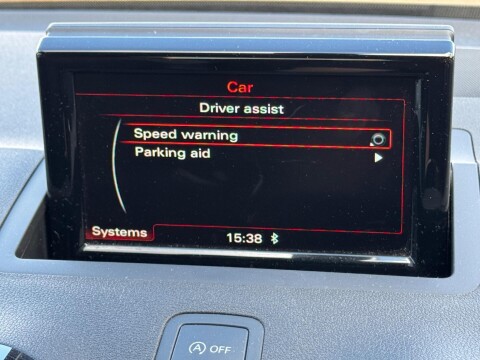 Car
Driver assist
Speed warning
Parking aid
Systems
15:38
A OFF